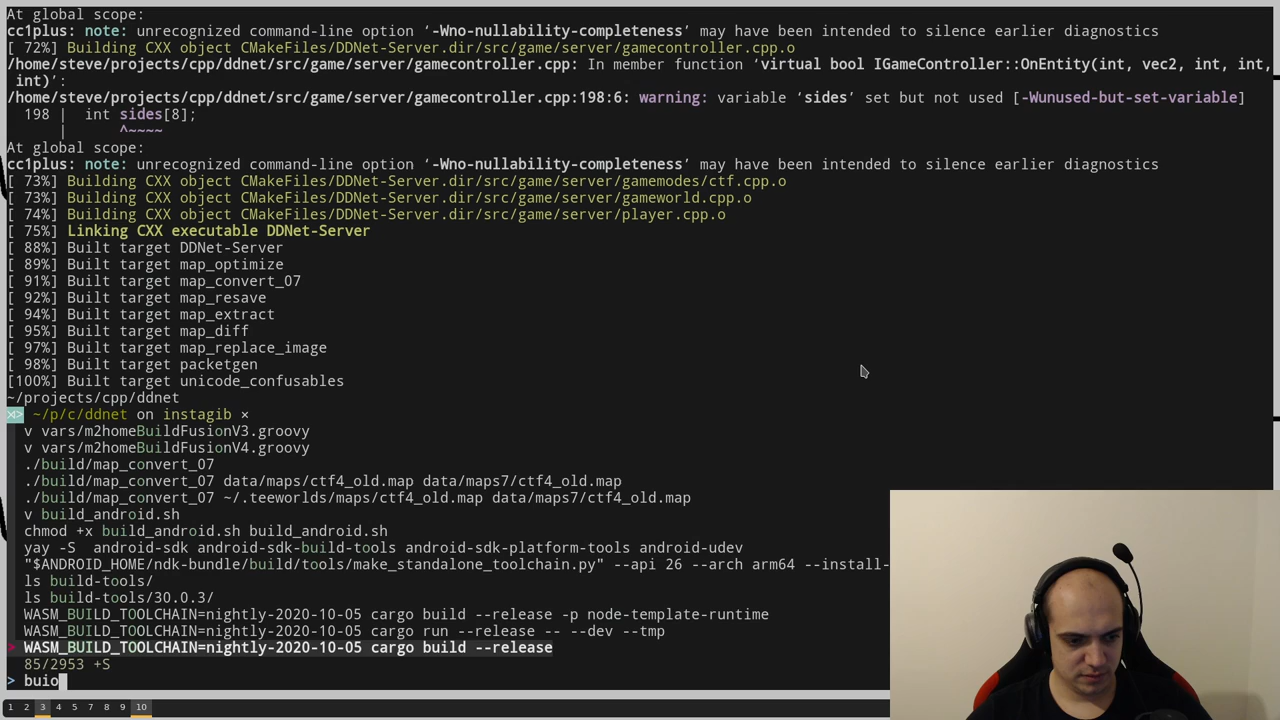 At global scope:
cc1plus: note: unrecognized command-line option ‘-Wno-nullability-completeness’ may have been intended to silence earlier diagnostics
[ 72%] Building CXX object CMakeFiles/DDNet-Server.dir/src/game/server/gamecontroller.cpp.o
/home/steve/projects/cpp/ddnet/src/game/server/gamecontroller.cpp: In member function ‘virtual bool IGameController::OnEntity(int, vec2, int, int,
int)’:
/home/steve/projects/cpp/ddnet/src/game/server/gamecontroller.cpp:198:6: warning: variable ‘sides’ set but not used [-Wunused-but-set-variable]
198 | int sides[8];
| ^~~~~
At global scope:
cc1plus: note: unrecognized command-line option ‘-Wno-nullability-completeness’ may have been intended to silence earlier diagnostics
[ 73%] Building CXX object CMakeFiles/DDNet-Server.dir/src/game/server/gamemodes/ctf.cpp.o
[ 73%] Building CXX object CMakeFiles/DDNet-Server.dir/src/game/server/gameworld.cpp.o
[ 74%] Building CXX object CMakeFiles/DDNet-Server.dir/src/game/server/player.cpp.o
[ 75%] Linking CXX executable DDNet-Server
[ 88%] Built target DDNet-Server
[ 89%] Built target map_optimize
[ 91%] Built target map_convert_07
[ 92%] Built target map_resave
[ 94%] Built target map_extract
[ 95%] Built target map_diff
[ 97%] Built target map_replace_image
[ 98%] Built target packetgen
[100%] Built target unicode_confusables
~/projects/cpp/ddnet
~/p/c/ddnet on instagib ×
v vars/m2homeBuildFusionV3.groovy
v vars/m2homeBuildFusionV4.groovy
./build/map_convert_07
./build/map_convert_07 data/maps/ctf4_old.map data/maps7/ctf4_old.map
./build/map_convert_07 ~/.teeworlds/maps/ctf4_old.map data/maps7/ctf4_old.map
v build_android.sh
chmod +x build_android.sh build_android.sh
yay -S  android-sdk android-sdk-build-tools android-sdk-platform-tools android-udev
"$ANDROID_HOME/ndk-bundle/build/tools/make_standalone_toolchain.py" --api 26 --arch arm64 --install-
ls build-tools/
ls build-tools/30.0.3/
WASM_BUILD_TOOLCHAIN=nightly-2020-10-05 cargo build --release -p node-template-runtime
WASM_BUILD_TOOLCHAIN=nightly-2020-10-05 cargo run --release -- --dev --tmp
> WASM_BUILD_TOOLCHAIN=nightly-2020-10-05 cargo build --release
85/2953 +S
> buio
1 2 3 4 5 7 8 9 10